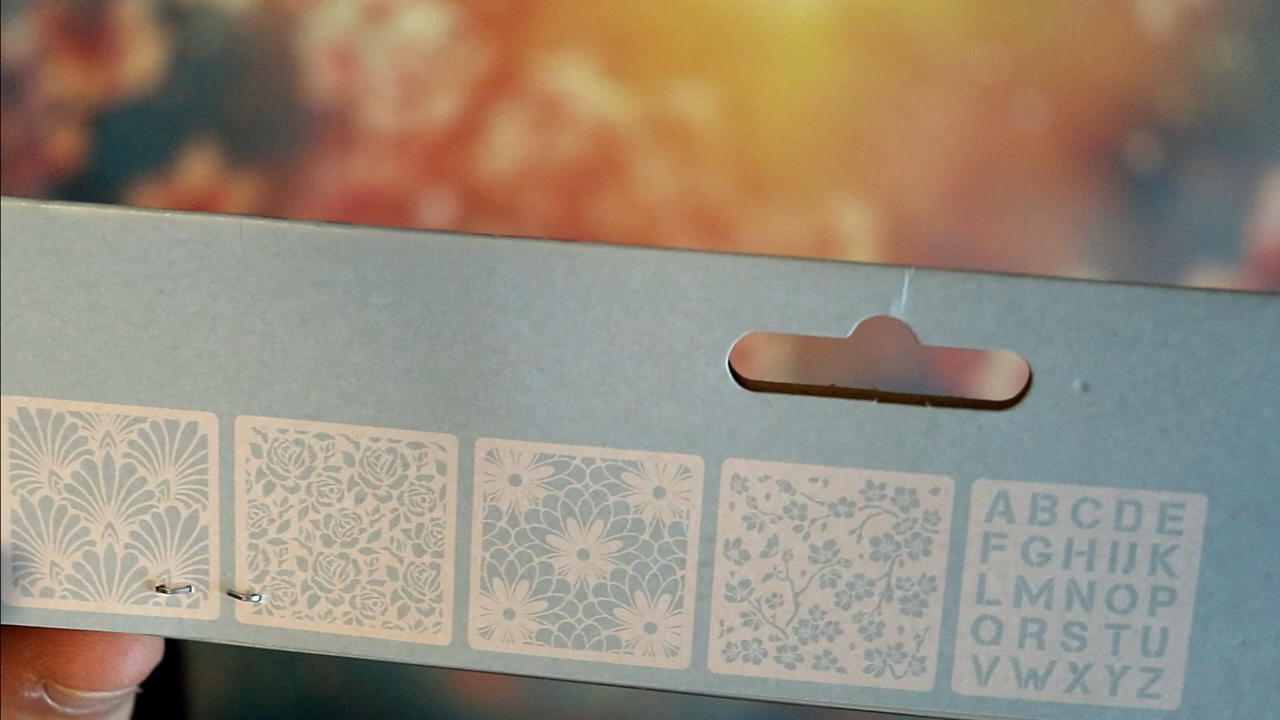 ABCDE
FGHIJK
LMNOP
QRSTU
VWXYZ